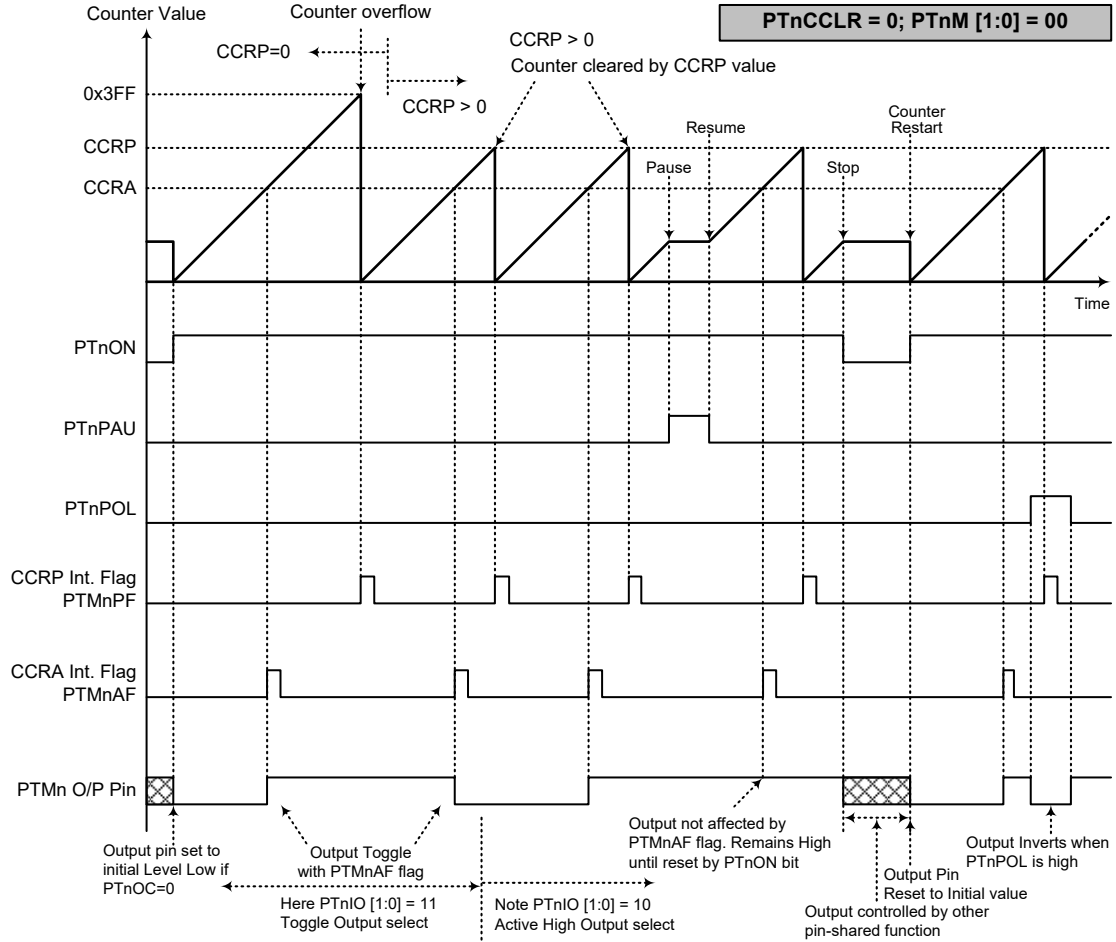 Counter Value
Counter overflow
PTnCCLR = 0; PTnM [1:0] = 00
CCRP=0
CCRP > 0
Counter cleared by CCRP value
CCRP > 0
0x3FF
CCRP
CCRA
Pause
Resume
Stop
Counter
Restart
Time
PTnON
PTnPAU
PTnPOL
CCRP Int. Flag
PTMnPF
CCRA Int. Flag
PTMnAF
PTMn O/P Pin
Output pin set to
initial Level Low if
PTnOC=0
Output Toggle
with PTMnAF flag
Here PTnIO [1:0] = 11
Toggle Output select
Note PTnIO [1:0] = 10
Active High Output select
Output not affected by
PTMnAF flag. Remains High
until reset by PTnON bit
Output controlled by other
pin-shared function
Output Pin
Reset to Initial value
Output Inverts when
PTnPOL is high